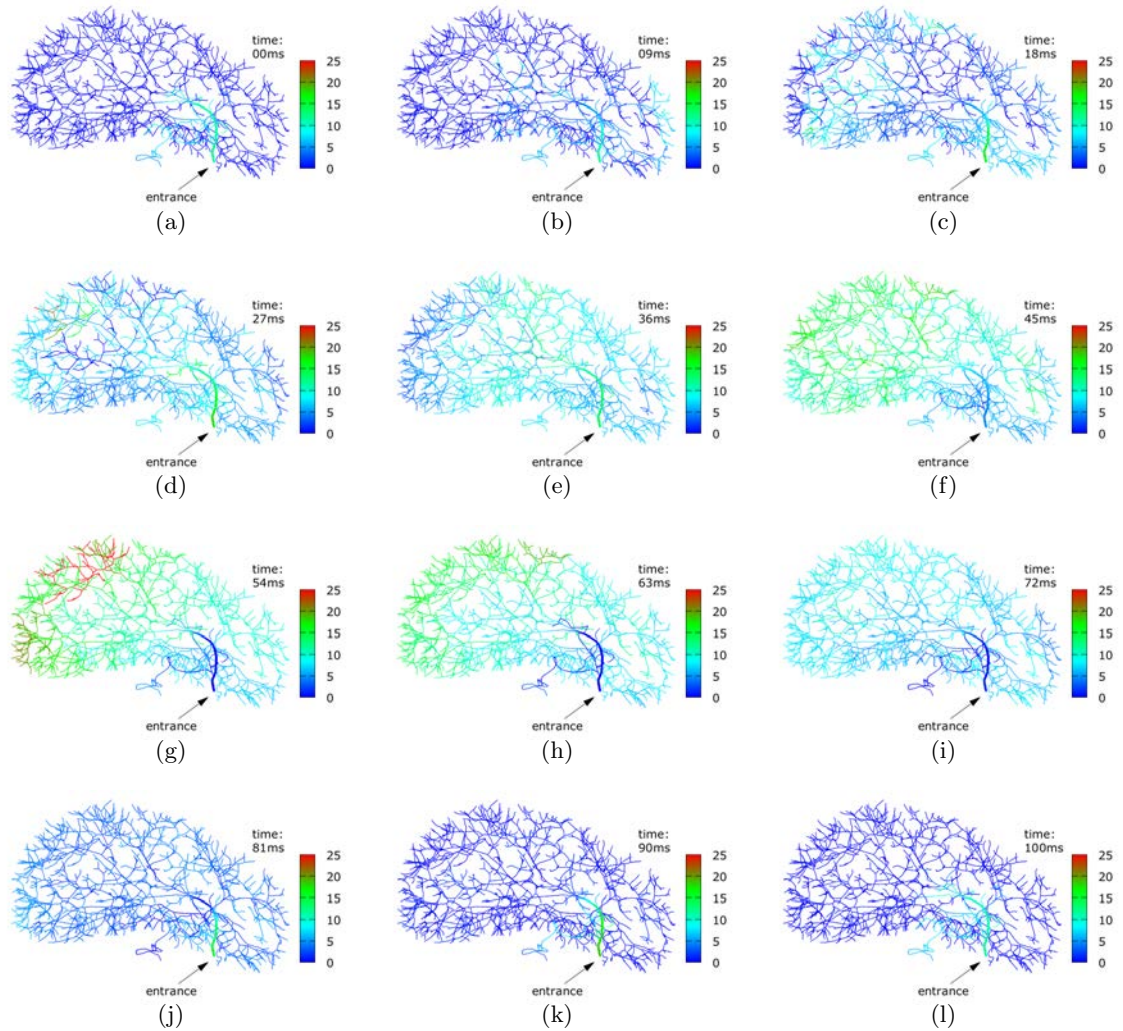 time:
00ms
25
20
15
10
5
0
entrance
(a)
time:
09ms
25
20
15
10
5
0
entrance
(b)
time:
18ms
25
20
15
10
5
0
entrance
(c)
time:
27ms
25
20
15
10
5
0
entrance
(d)
time:
36ms
25
20
15
10
5
0
entrance
(e)
time:
45ms
25
20
15
10
5
0
entrance
(f)
time:
54ms
25
20
15
10
5
0
entrance
(g)
time:
63ms
25
20
15
10
5
0
entrance
(h)
time:
72ms
25
20
15
10
5
0
entrance
(i)
time:
81ms
25
20
15
10
5
0
entrance
(j)
time:
90ms
25
20
15
10
5
0
entrance
(k)
time:
100ms
25
20
15
10
5
0
entrance
(l)